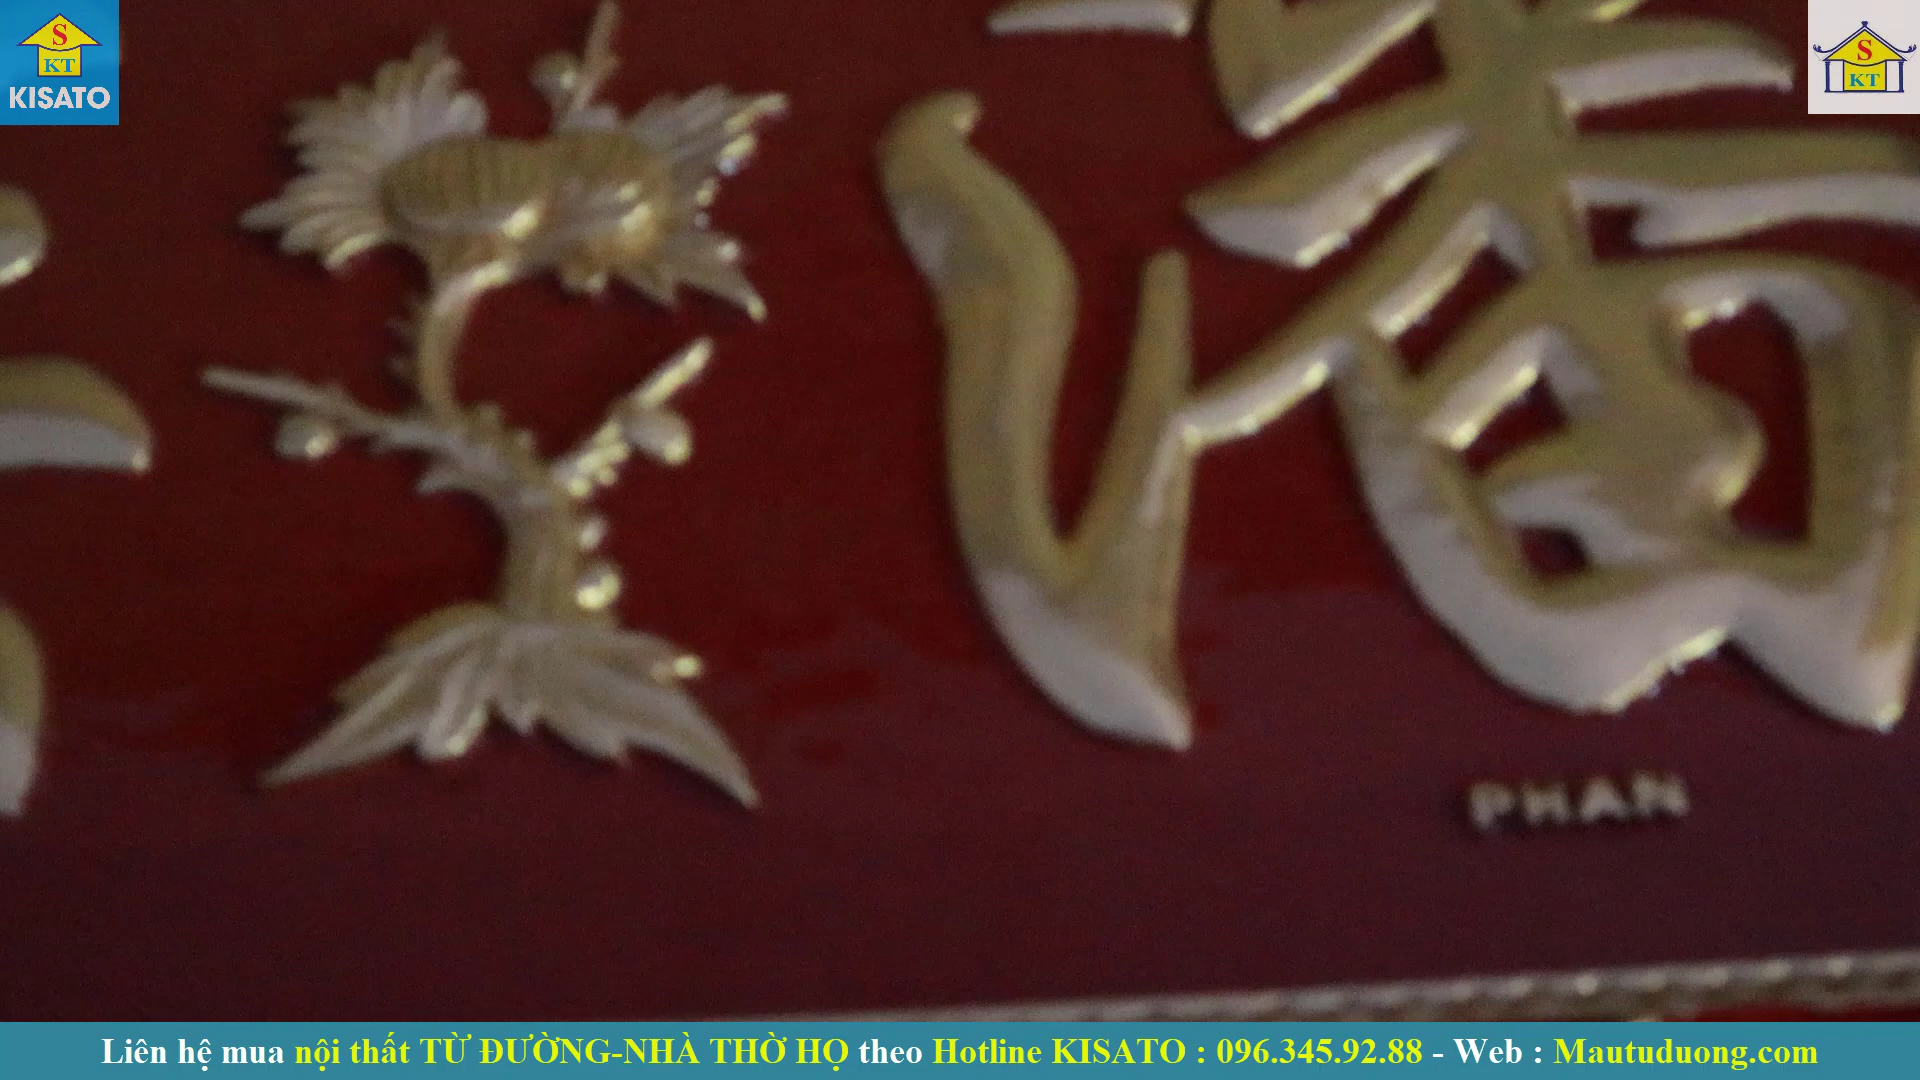 S
KT
KISATO
S
KT
潘
PHAN
Liên hệ mua nội thất TỪ ĐƯỜNG-NHÀ THỜ HỌ theo Hotline KISATO : 096.345.92.88 - Web : Mautuduong.com